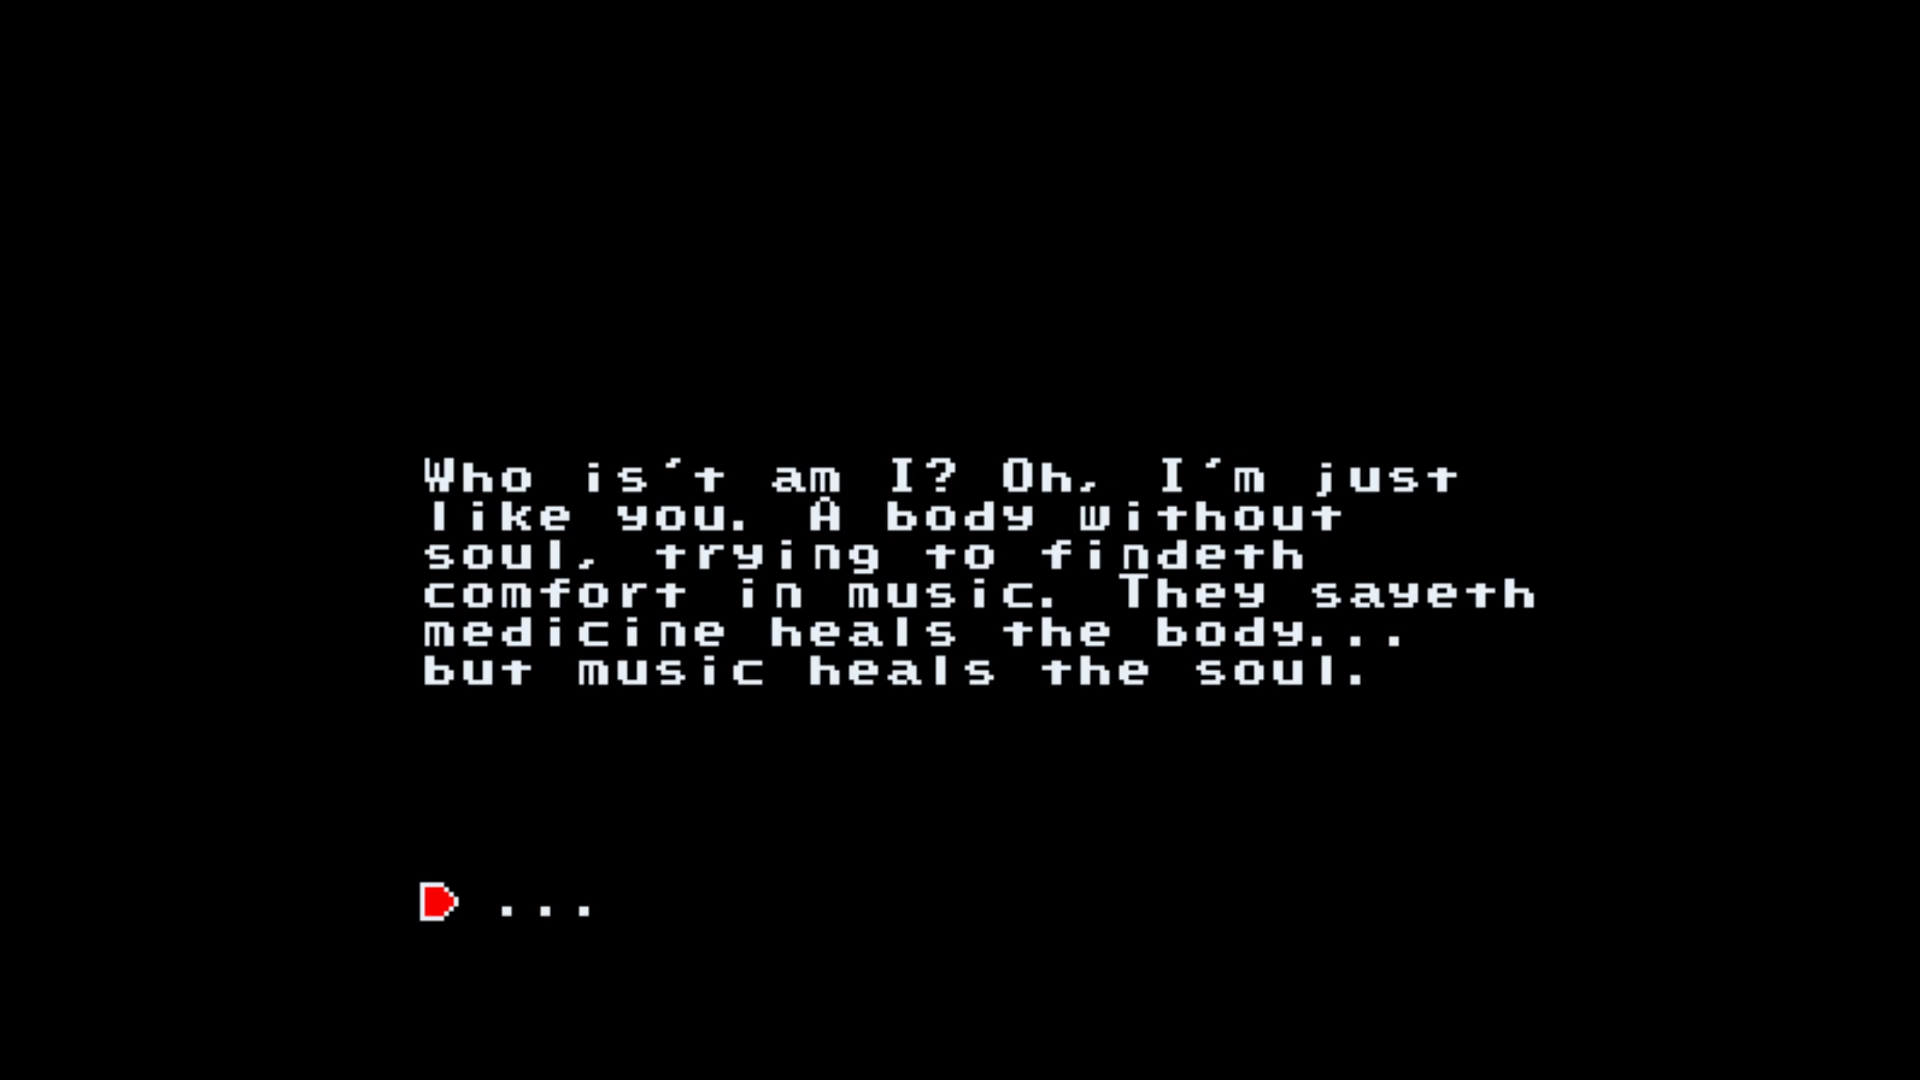 Who is't am I? Oh, I'm just
like you. A body without
soul, trying to findeth
comfort in music. They sayeth
medicine heals the body...
but music heals the soul.
...